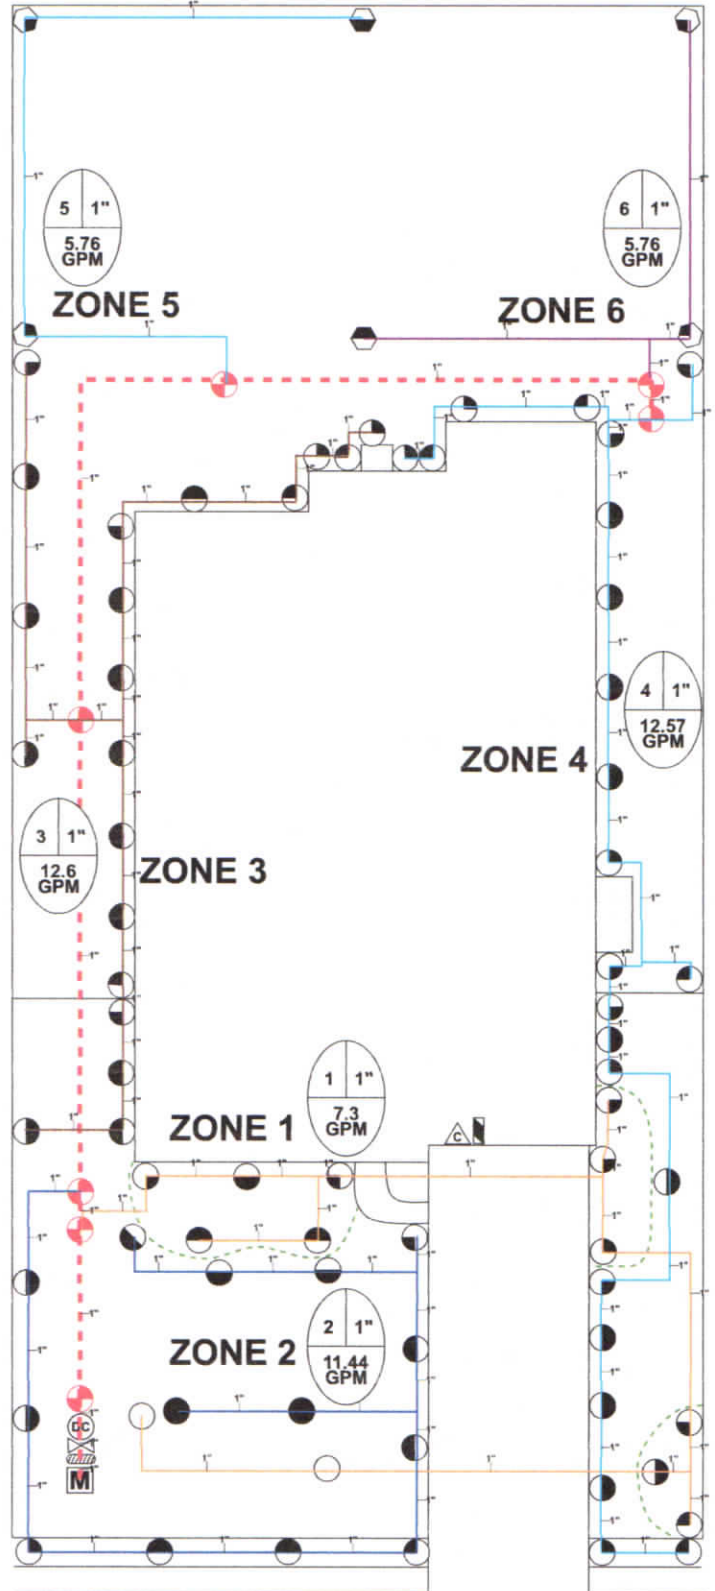 1"
5 1"
5.76
GPM
6 1"
5.76
GPM
ZONE 5
ZONE 6
4 1"
12.57
GPM
ZONE 4
3 1"
12.6
GPM
ZONE 3
1 1"
7.3
GPM
ZONE 1
C
2 1"
11.44
GPM
ZONE 2
DC
M